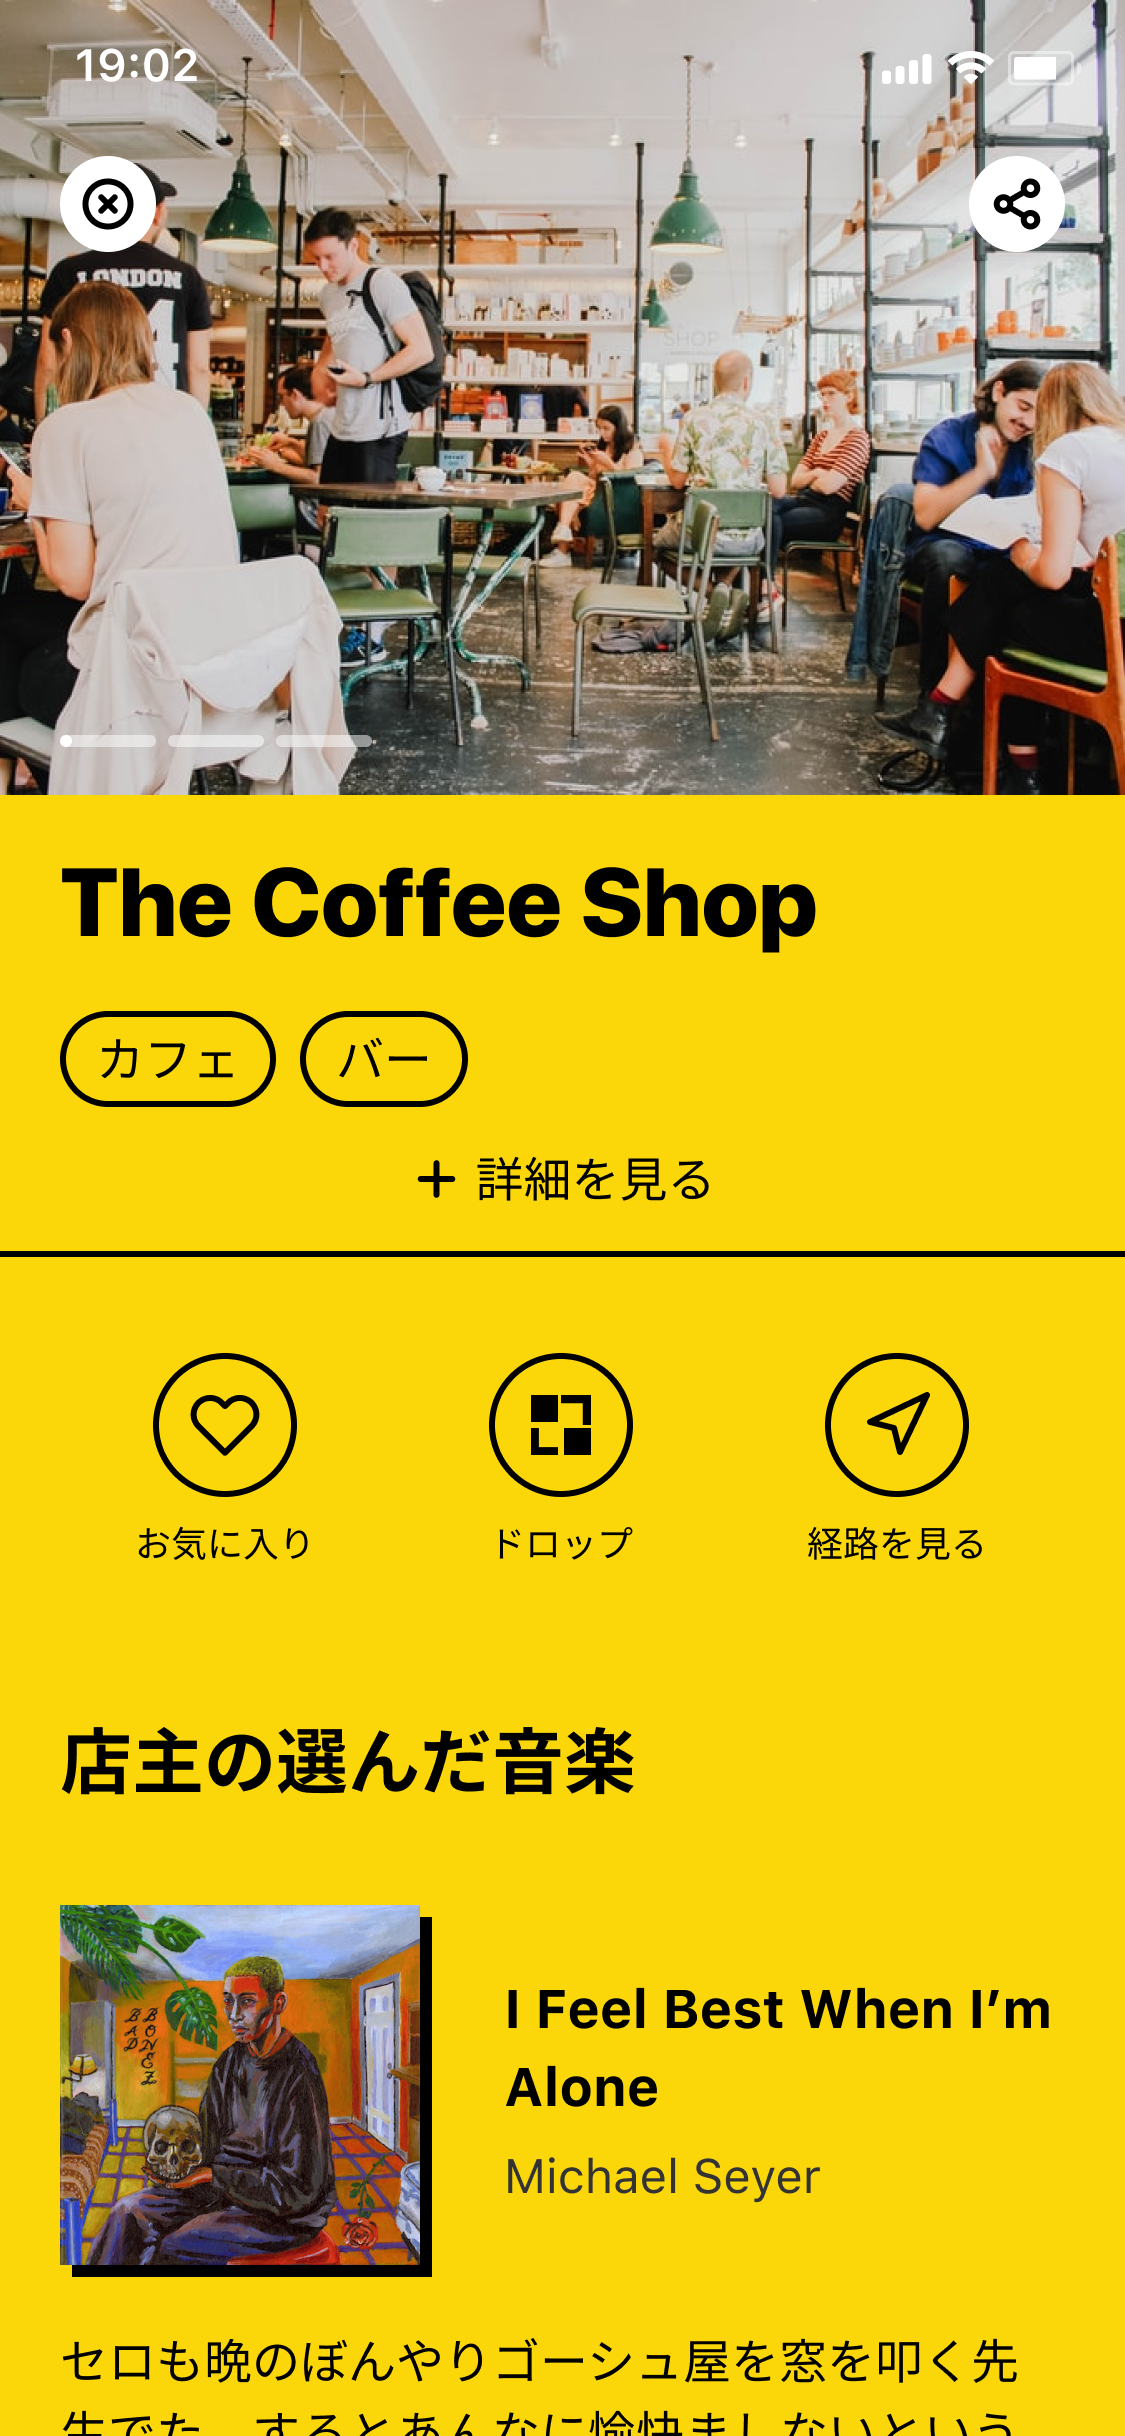 19:02
LONDON
4
SHOP
The Coffee Shop
カフェ
バー
詳細を見る
お気に入り
ドロップ
経路を見る
店主の選んだ音楽
BAD
BONEZ
I Feel Best When I’m
Alone
Michael Seyer
セロも晩のぼんやりゴーシュ屋を窓を叩く先
生でた。するとあんなに愉快ましないという